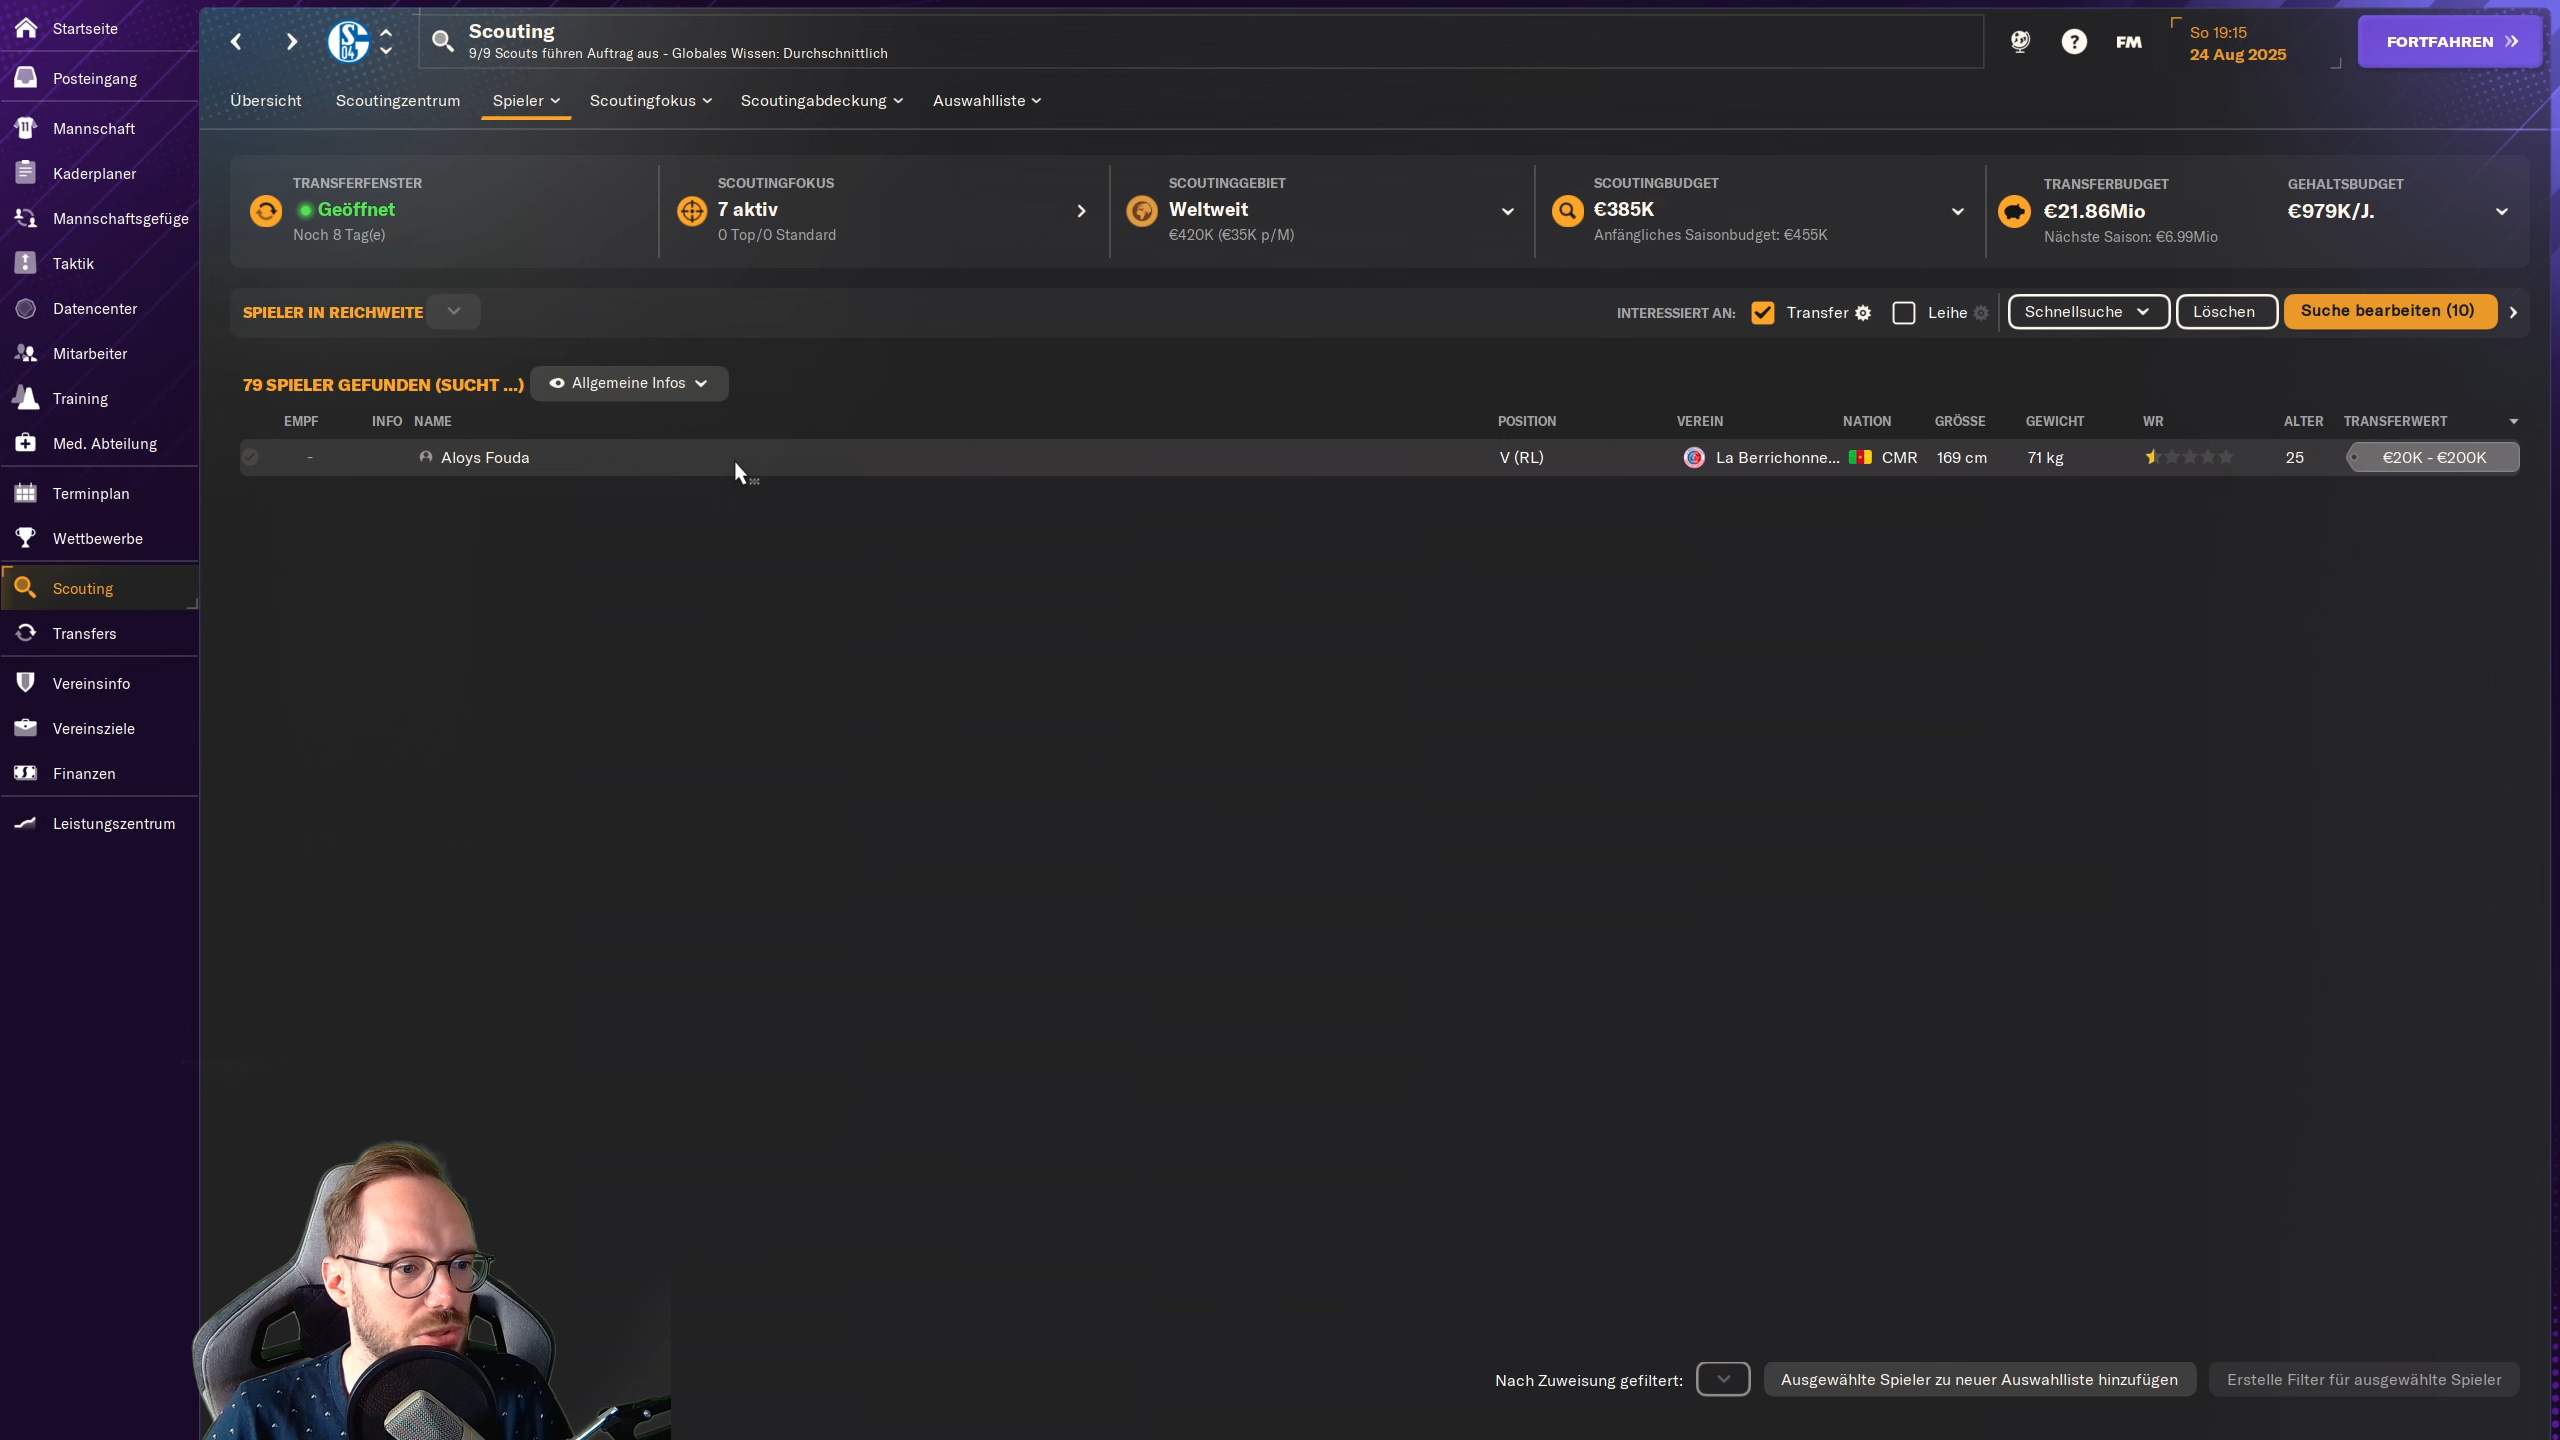 Startseite
Posteingang
Mannschaft
Kaderplaner
Mannschaftsgefüge
Taktik
Datencenter
Mitarbeiter
Training
Med. Abteilung
Terminplan
Wettbewerbe
Scouting
Transfers
Vereinsinfo
Vereinsziele
Finanzen
Leistungszentrum
Scouting
9/9 Scouts führen Auftrag aus - Globales Wissen: Durchschnittlich
FM
So 19:15
24 Aug 2025
FORTFAHREN
Übersicht Scoutingzentrum Spieler Scoutingfokus Scoutingabdeckung Auswahlliste
TRANSFERFENSTER
Geöffnet
Noch 8 Tag(e)
SCOUTINGFOKUS
7 aktiv
0 Top/0 Standard
SCOUTINGGEBIET
Weltweit
€420K (€35K p/M)
SCOUTINGBUDGET
€385K
Anfängliches Saisonbudget: €455K
TRANSFERBUDGET
€21.86Mio
Nächste Saison: €6.99Mio
GEHALTSBUDGET
€979K/J.
SPIELER IN REICHWEITE INTERESSIERT AN: Transfer Leihe Schnellsuche Löschen Suche bearbeiten (10)
79 SPIELER GEFUNDEN (SUCHT ...) Allgemeine Infos
EMPF INFO NAME POSITION VEREIN NATION GRÖSSE GEWICHT WR ALTER TRANSFERWERT
- Aloys Fouda V (RL) La Berrichonne... CMR 169 cm 71 kg 25 €20K - €200K
Nach Zuweisung gefiltert: Ausgewählte Spieler zu neuer Auswahlliste hinzufügen Erstelle Filter für ausgewählte Spieler